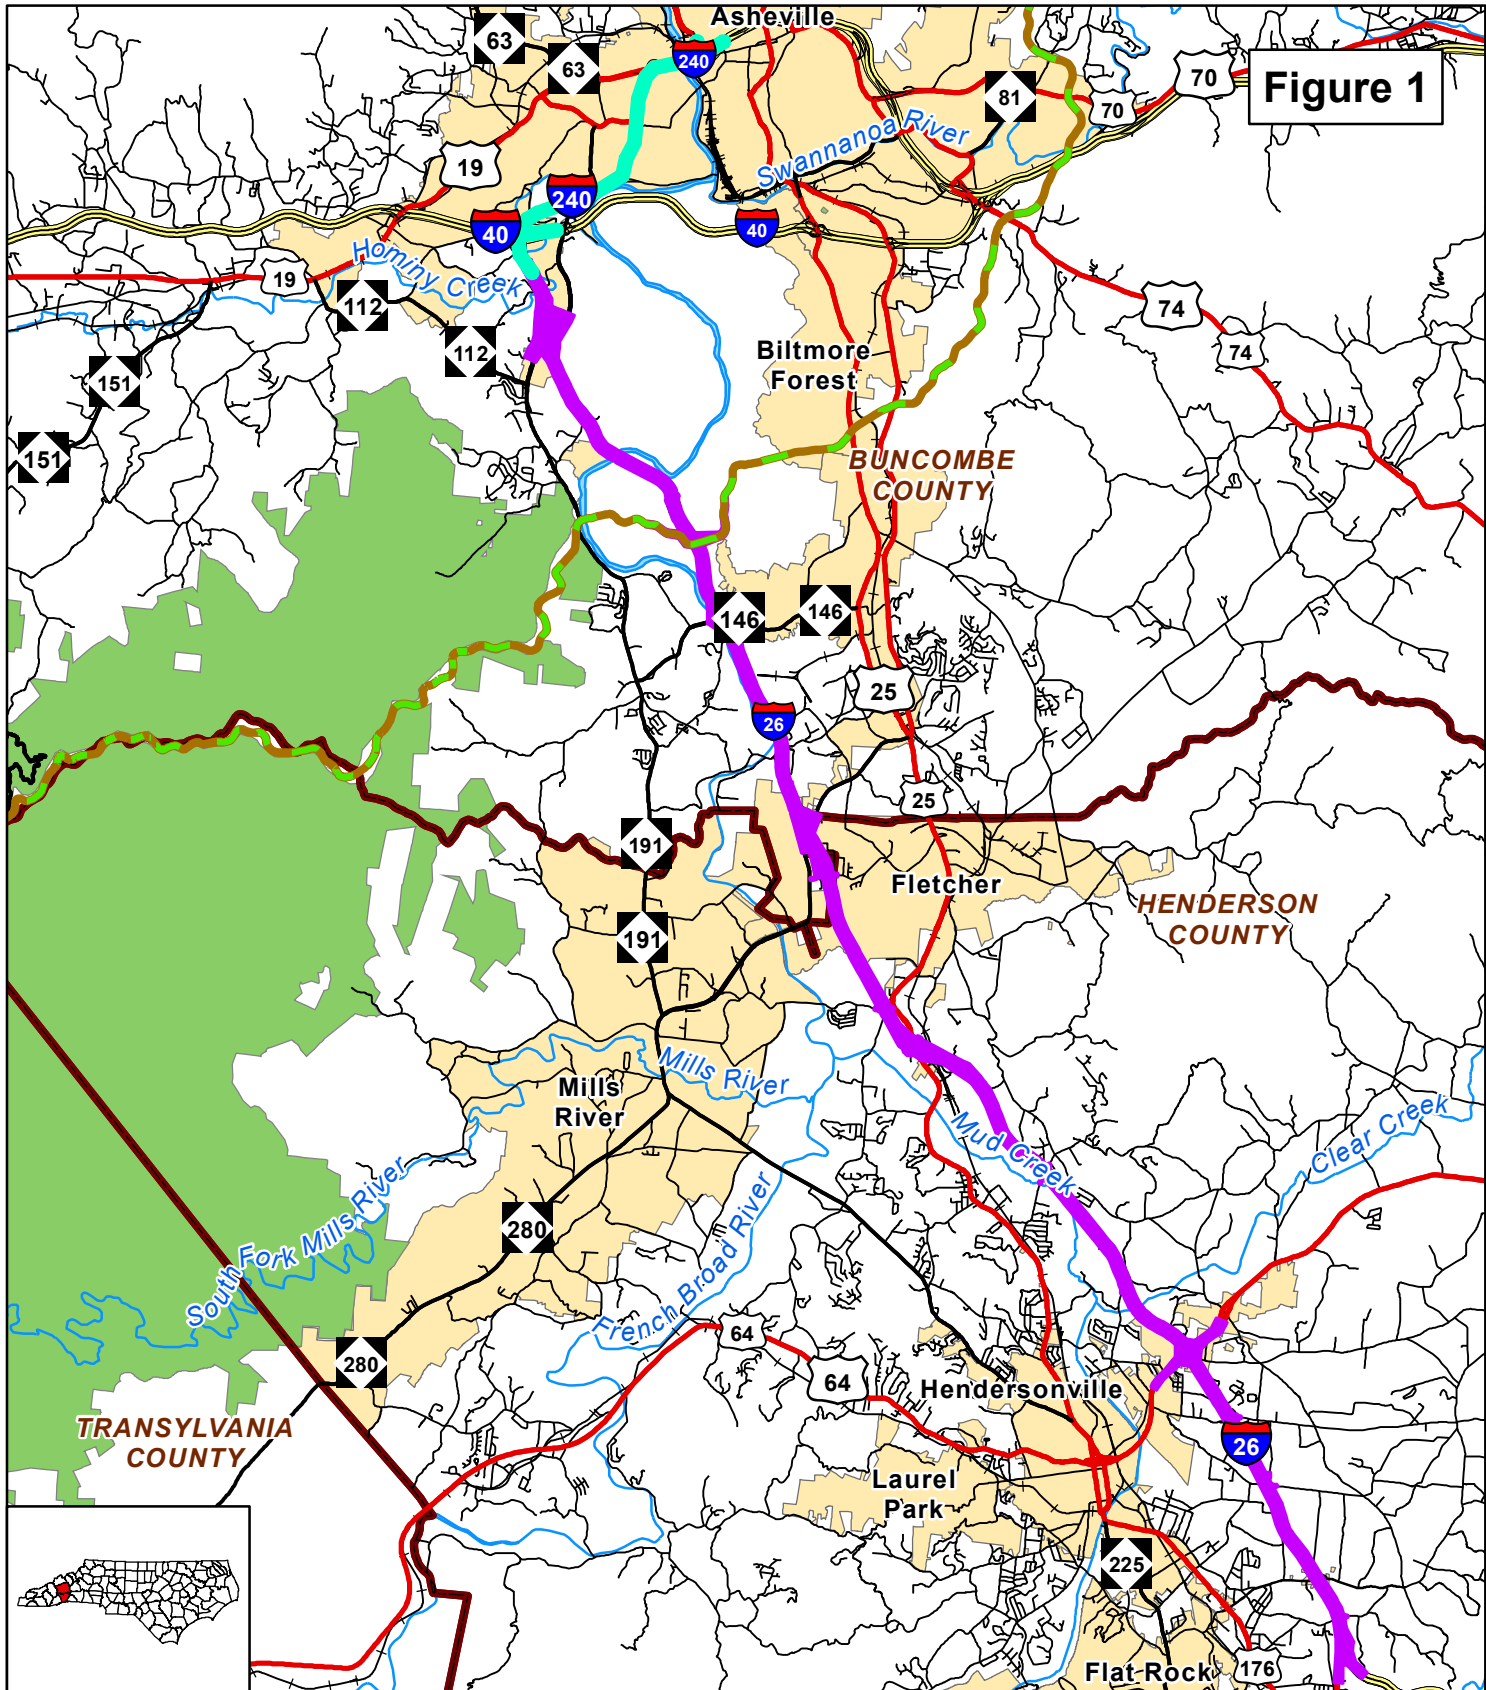 Asheville
63
63
240
70
70
Figure 1
81
Swannanoa River
19
240
40
40
Hominy Creek
19
112
112
74
74
Biltmore
Forest
151
151
BUNCOMBE
COUNTY
146
146
25
26
25
191
Fletcher
HENDERSON
COUNTY
191
Mills River
Mills
River
Mud Creek
Clear Creek
South Fork Mills River
280
French Broad River
64
64
280
Hendersonville
TRANSYLVANIA
COUNTY
26
Laurel
Park
225
Flat Rock
176